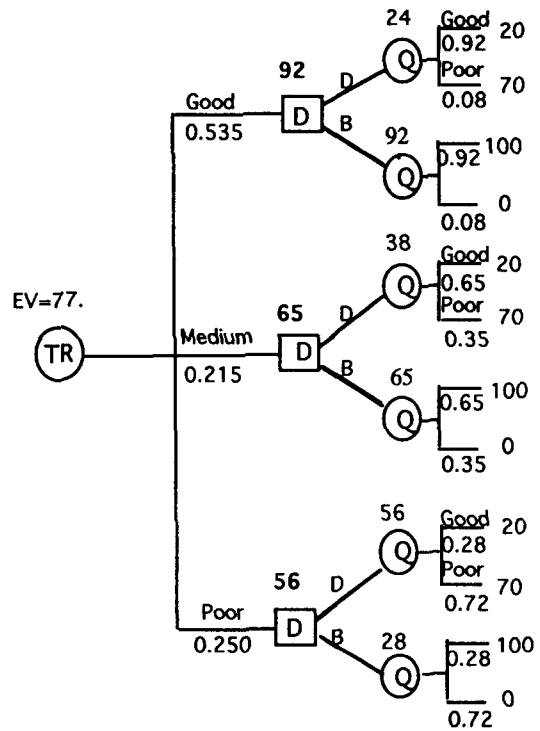 24
Good
0.92
20
Poor
0.08
70
92
Good
0.535
D
D
B
Q
92
0.92
100
Q
0.08
0
38
Good
0.65
20
Q
Poor
0.35
70
EV=77.
TR
65
Medium
0.215
D
D
B
65
0.65
100
Q
0.35
0
56
Good
0.28
20
Q
Poor
0.72
70
56
Poor
0.250
D
D
B
28
0.28
100
Q
0.72
0